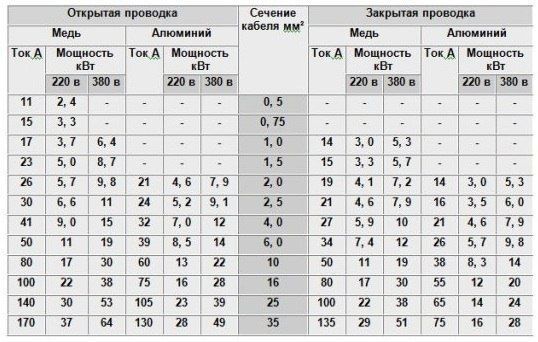 Открытая проводка Сечение кабеля мм² Закрытая проводка
Медь Алюминий Медь Алюминий
Ток А Мощность кВт Ток А Мощность кВт Ток А Мощность кВт Ток А Мощность кВт
220 в 380 в 220 в 380 в 220 в 380 в 220 в 380 в
11 2, 4 - - - - 0, 5 - - - - - -
15 3, 3 - - - - 0, 75 - - - - - -
17 3, 7 6, 4 - - - 1, 0 14 3, 0 5, 3 - - -
23 5, 0 8, 7 - - - 1, 5 15 3, 3 5, 7 - - -
26 5, 7 9, 8 21 4, 6 7, 9 2, 0 19 4, 1 7, 2 14 3, 0 5, 3
30 6, 6 11 24 5, 2 9, 1 2, 5 21 4, 6 7, 9 16 3, 5 6, 0
41 9, 0 15 32 7, 0 12 4, 0 27 5, 9 10 21 4, 6 7, 9
50 11 19 39 8, 5 14 6, 0 34 7, 4 12 26 5, 7 9, 8
80 17 30 60 13 22 10 50 11 19 38 8, 3 14
100 22 38 75 16 28 16 80 17 30 55 12 20
140 30 53 105 23 39 25 100 22 38 65 14 24
170 37 64 130 28 49 35 135 29 51 75 16 28